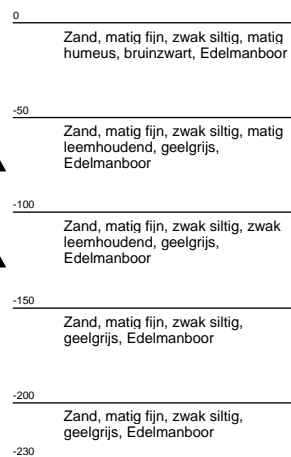 0
Zand, matig fijn, zwak siltig, matig
humeus, bruinzwart, Edelmanboor
-50
Zand, matig fijn, zwak siltig, matig
leemhoudend, geelgrijs,
Edelmanboor
-100
Zand, matig fijn, zwak siltig, zwak
leemhoudend, geelgrijs,
Edelmanboor
-150
Zand, matig fijn, zwak siltig,
geelgrijs, Edelmanboor
-200
Zand, matig fijn, zwak siltig,
geelgrijs, Edelmanboor
-230